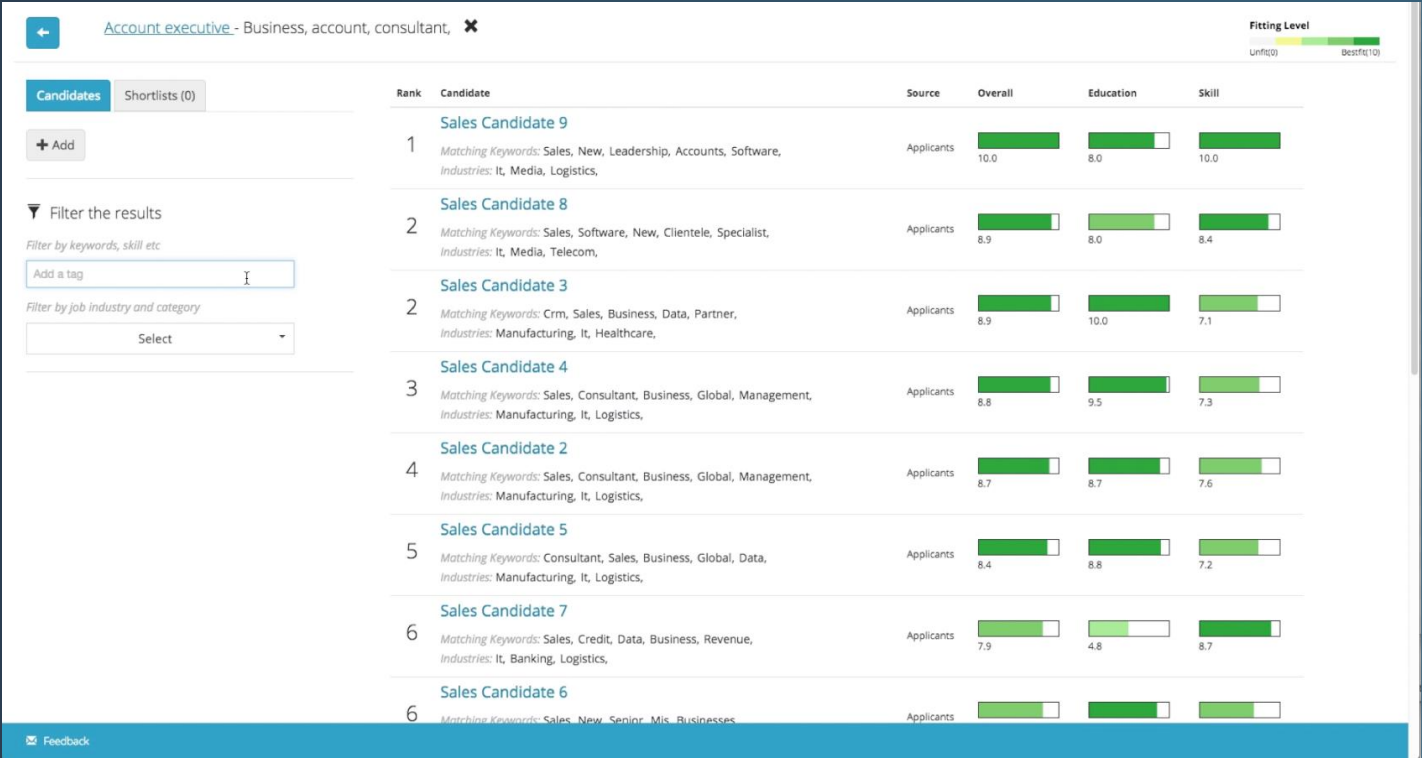 Account executive - Business, account, consultant,
Fitting Level
Unfit(0) Bestfit(10)
Candidates Shortlists (0)
Add
Filter the results
Filter by keywords, skill etc
Add a tag
Filter by job industry and category
Select
Rank Candidate Source Overall Education Skill
Sales Candidate 9
1 Matching Keywords: Sales, New, Leadership, Accounts, Software, Applicants
Industries: It, Media, Logistics, 10.0 8.0 10.0
Sales Candidate 8
2 Matching Keywords: Sales, Software, New, Clientele, Specialist, Applicants
Industries: It, Media, Telecom, 8.9 8.0 8.4
Sales Candidate 3
2 Matching Keywords: Crm, Sales, Business, Data, Partner, Applicants
Industries: Manufacturing, It, Healthcare, 8.9 10.0 7.1
Sales Candidate 4
3 Matching Keywords: Sales, Consultant, Business, Global, Management, Applicants
Industries: Manufacturing, It, Logistics, 8.8 9.5 7.3
Sales Candidate 2
4 Matching Keywords: Sales, Consultant, Business, Global, Management, Applicants
Industries: Manufacturing, It, Logistics, 8.7 8.7 7.6
Sales Candidate 5
5 Matching Keywords: Consultant, Sales, Business, Global, Data, Applicants
Industries: Manufacturing, It, Logistics, 8.4 8.8 7.2
Sales Candidate 7
6 Matching Keywords: Sales, Credit, Data, Business, Revenue, Applicants
Industries: It, Banking, Logistics, 7.9 4.8 8.7
Sales Candidate 6
6 Matching Keywords: Sales, New, Senior, Mis, Businesses, Applicants
Feedback